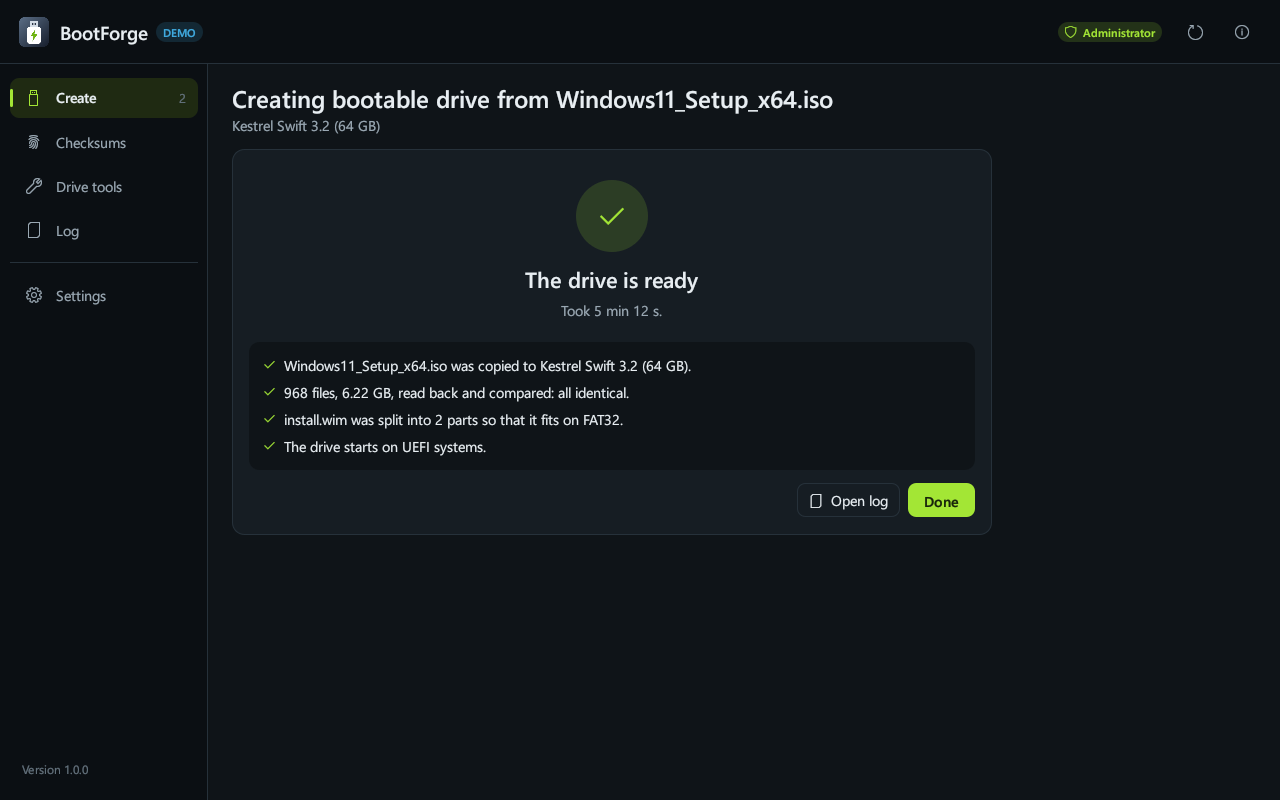 BootForge DEMO
Administrator
Create 2
Checksums
Drive tools
Log
Settings
Version 1.0.0
Creating bootable drive from Windows11_Setup_x64.iso
Kestrel Swift 3.2 (64 GB)
The drive is ready
Took 5 min 12 s.
Windows11_Setup_x64.iso was copied to Kestrel Swift 3.2 (64 GB).
968 files, 6.22 GB, read back and compared: all identical.
install.wim was split into 2 parts so that it fits on FAT32.
The drive starts on UEFI systems.
Open log
Done